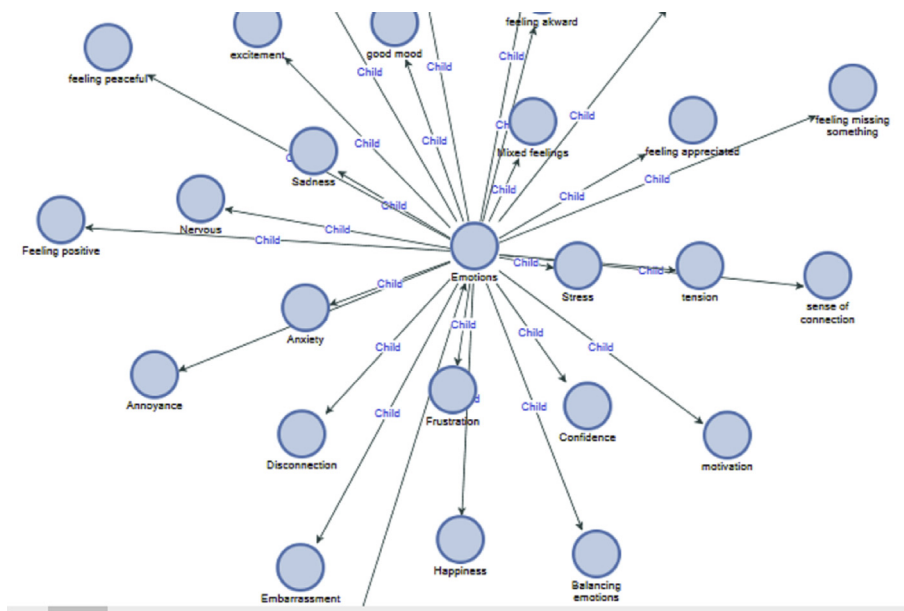 feeling akward
excitement
good mood
Child
Child
feeling peaceful
Child
Child
feeling missing
something
Child
Child
Child
Mixed feelings
feeling appreciated
Sadness
Child
Child
Child
Child
Nervous
Child
Feeling positive
Child
Emotions
Child
Child
Stress
tension
sense of
connection
Child
Anxiety
Child
Child
Child
Child
Annoyance
Child
Frustration
Child
Child
Confidence
Disconnection
motivation
Happiness
Embarrassment
Balancing
emotions